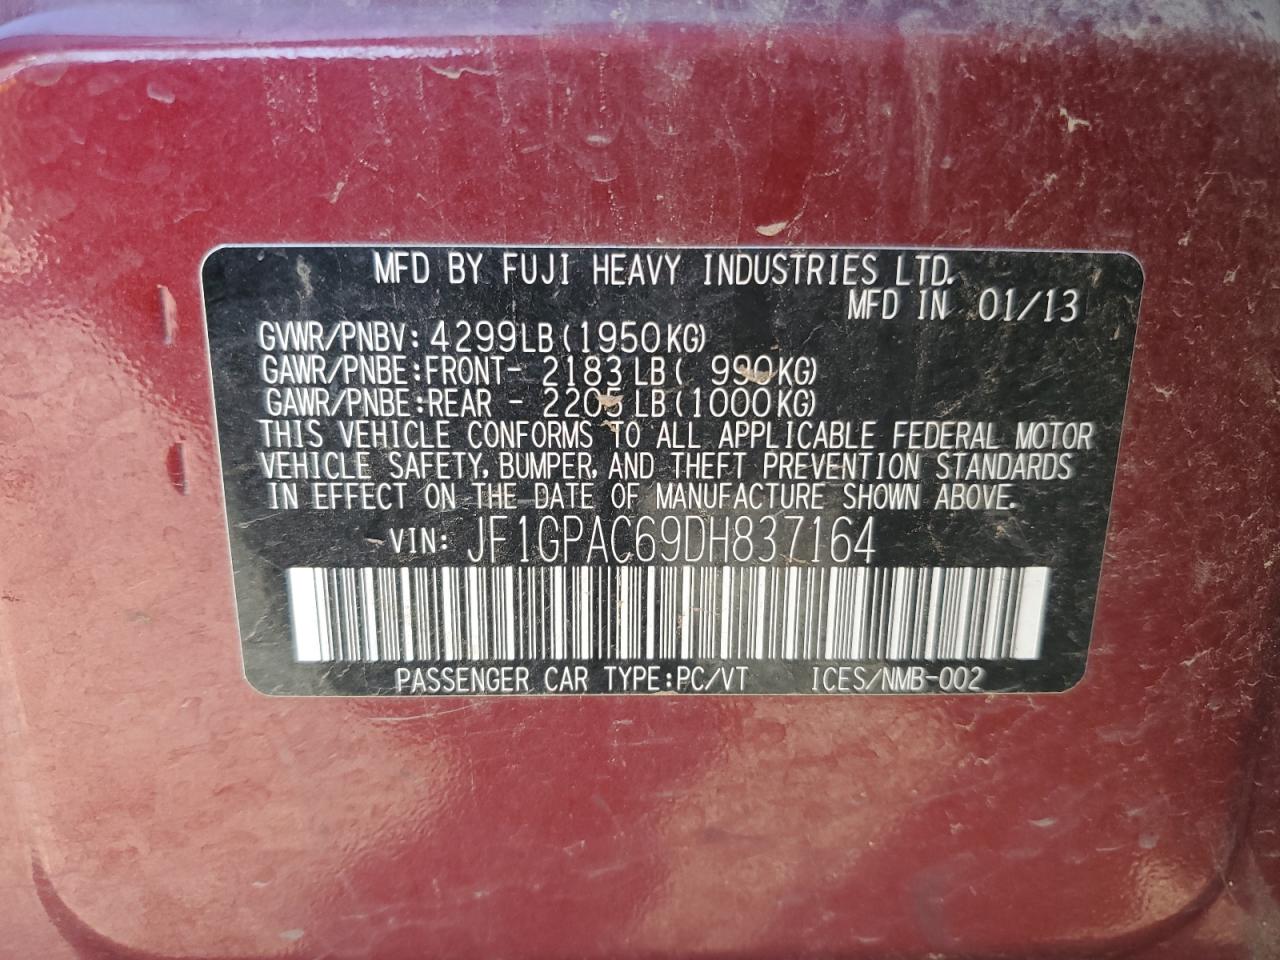 MFD BY FUJI HEAVY INDUSTRIES LTD.
MFD IN 01/13
GVWR/PNBV: 4299LB(1950KG)
GAWR/PNBE:FRONT- 2183LB( 990KG)
GAWR/PNBE:REAR - 2205LB(1000KG)
THIS VEHICLE CONFORMS TO ALL APPLICABLE FEDERAL MOTOR
VEHICLE SAFETY, BUMPER, AND THEFT PREVENTION STANDARDS
IN EFFECT ON THE DATE OF MANUFACTURE SHOWN ABOVE.
VIN: JF1GPAC69DH837164
PASSENGER CAR TYPE:PC/VT ICES/NMB-002